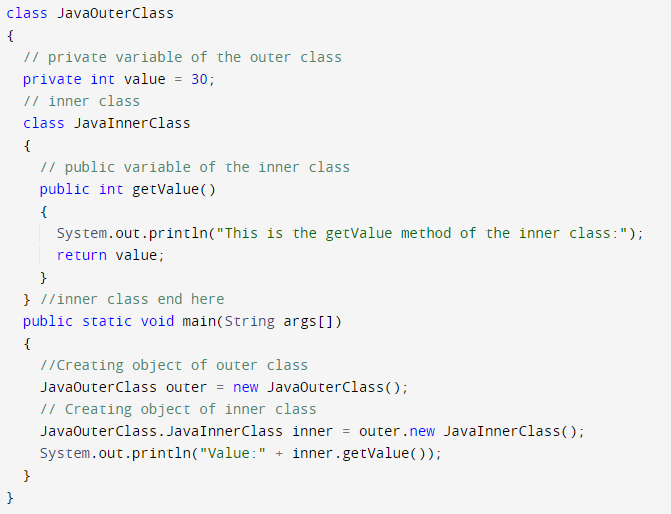 class JavaOuterClass
{
  // private variable of the outer class
  private int value = 30;
  // inner class
  class JavaInnerClass
  {
    // public variable of the inner class
    public int getValue()
    {
      System.out.println("This is the getValue method of the inner class:");
      return value;
    }
  } //inner class end here
  public static void main(String args[])
  {
    //Creating object of outer class
    JavaOuterClass outer = new JavaOuterClass();
    // Creating object of inner class
    JavaOuterClass.JavaInnerClass inner = outer.new JavaInnerClass();
    System.out.println("Value:" + inner.getValue());
  }
}